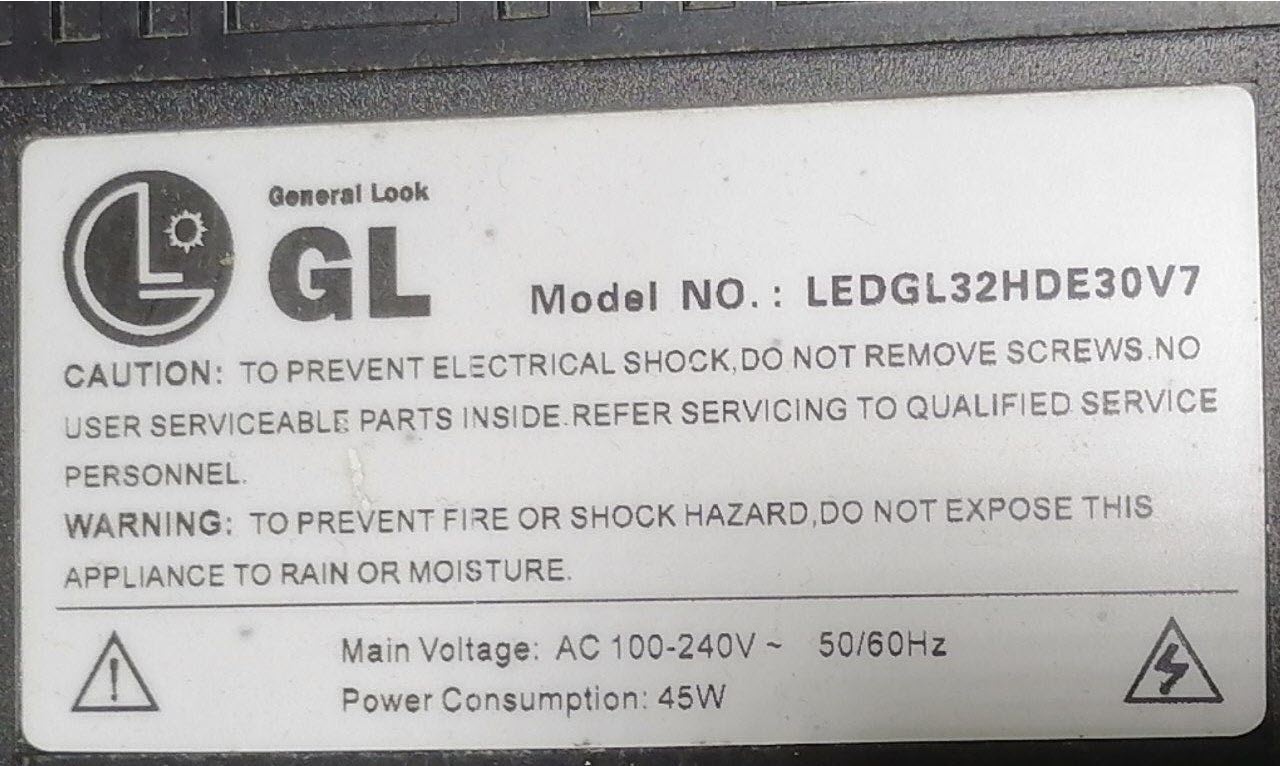 General Look
GL
Model NO.: LEDGL32HDE30V7
CAUTION: TO PREVENT ELECTRICAL SHOCK,DO NOT REMOVE SCREWS.NO
USER SERVICEABLE PARTS INSIDE.REFER SERVICING TO QUALIFIED SERVICE
PERSONNEL.
WARNING: TO PREVENT FIRE OR SHOCK HAZARD,DO NOT EXPOSE THIS
APPLIANCE TO RAIN OR MOISTURE.
Main Voltage: AC 100-240V ~ 50/60Hz
Power Consumption: 45W